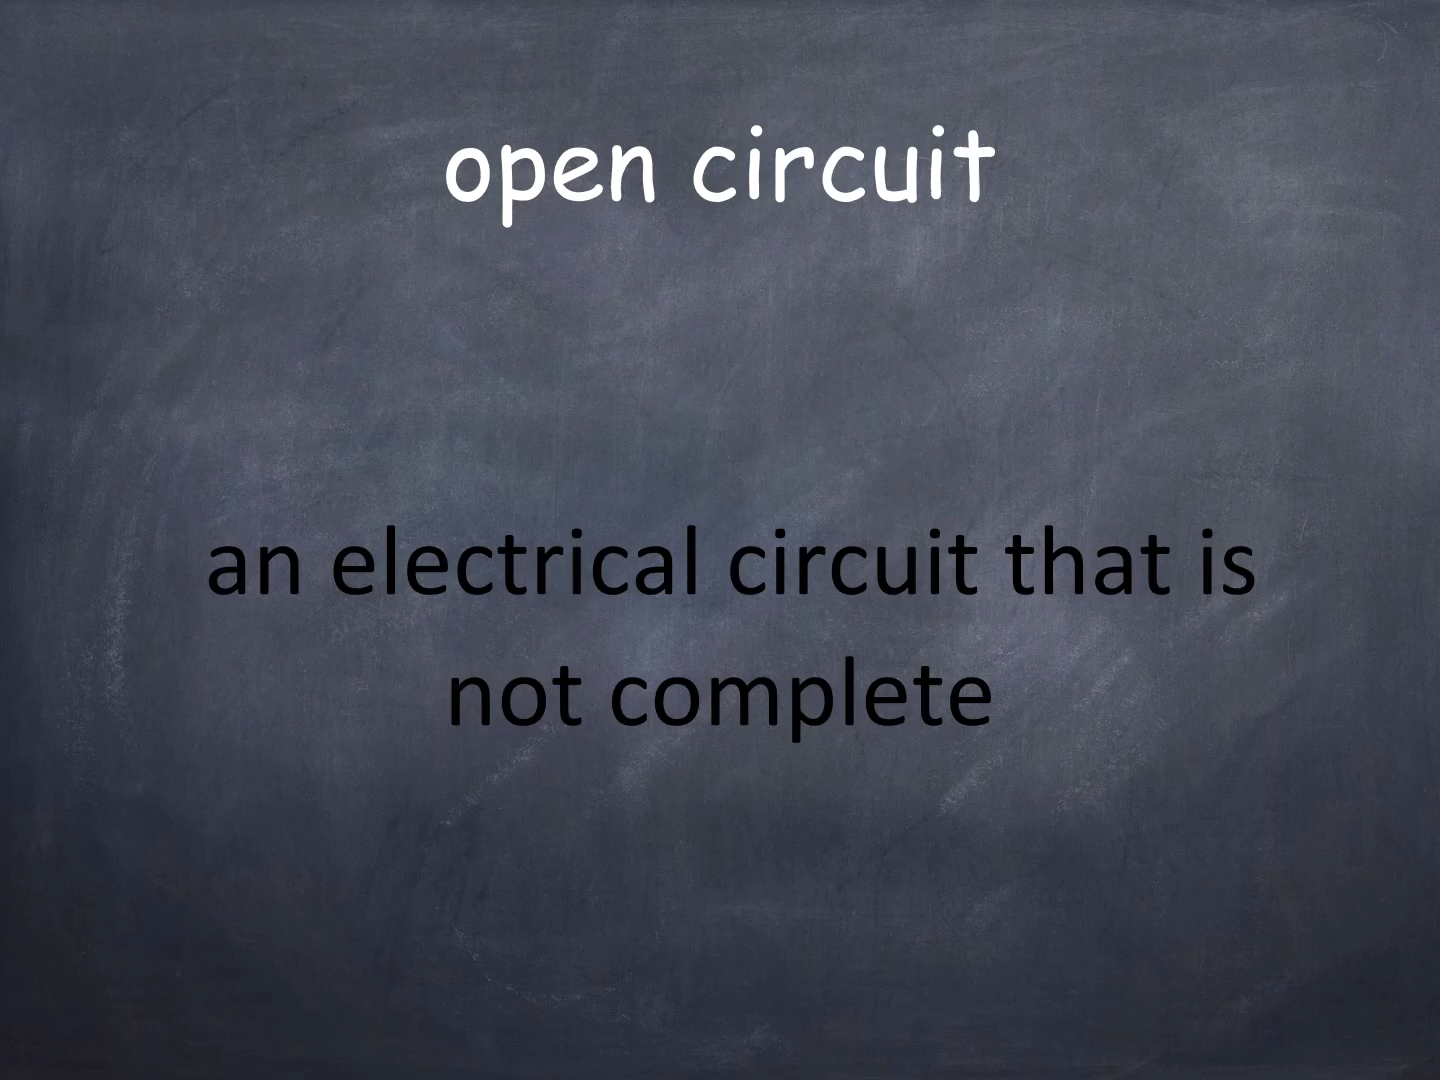 open circuit
an electrical circuit that is
not complete